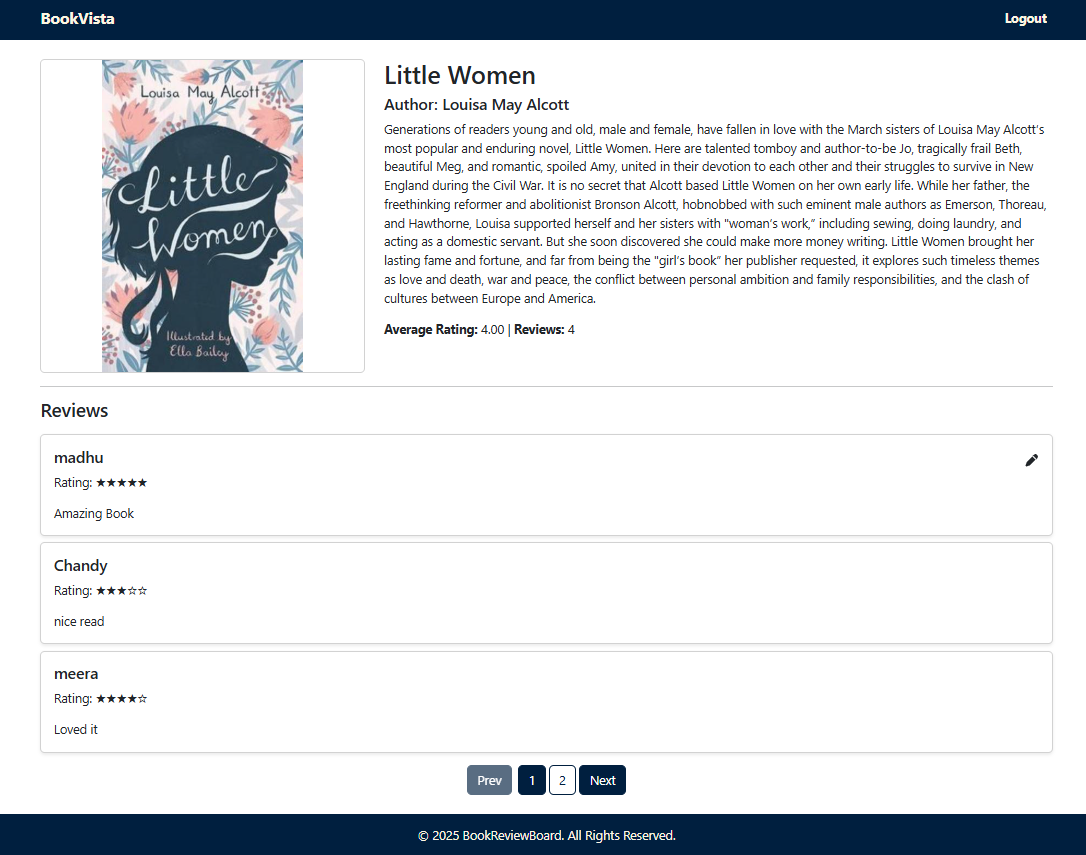 BookVista
Logout
Louisa May Alcott
Little
Women
Illustrated by
Ella Bailey
Little Women
Author: Louisa May Alcott
Generations of readers young and old, male and female, have fallen in love with the March sisters of Louisa May Alcott’s
most popular and enduring novel, Little Women. Here are talented tomboy and author-to-be Jo, tragically frail Beth,
beautiful Meg, and romantic, spoiled Amy, united in their devotion to each other and their struggles to survive in New
England during the Civil War. It is no secret that Alcott based Little Women on her own early life. While her father, the
freethinking reformer and abolitionist Bronson Alcott, hobnobbed with such eminent male authors as Emerson, Thoreau,
and Hawthorne, Louisa supported herself and her sisters with "woman’s work,” including sewing, doing laundry, and
acting as a domestic servant. But she soon discovered she could make more money writing. Little Women brought her
lasting fame and fortune, and far from being the "girl’s book” her publisher requested, it explores such timeless themes
as love and death, war and peace, the conflict between personal ambition and family responsibilities, and the clash of
cultures between Europe and America.
Average Rating: 4.00 | Reviews: 4
Reviews
madhu
Rating: ★★★★★
Amazing Book
Chandy
Rating: ★★★☆☆
nice read
meera
Rating: ★★★★☆
Loved it
Prev 1 2 Next
© 2025 BookReviewBoard. All Rights Reserved.